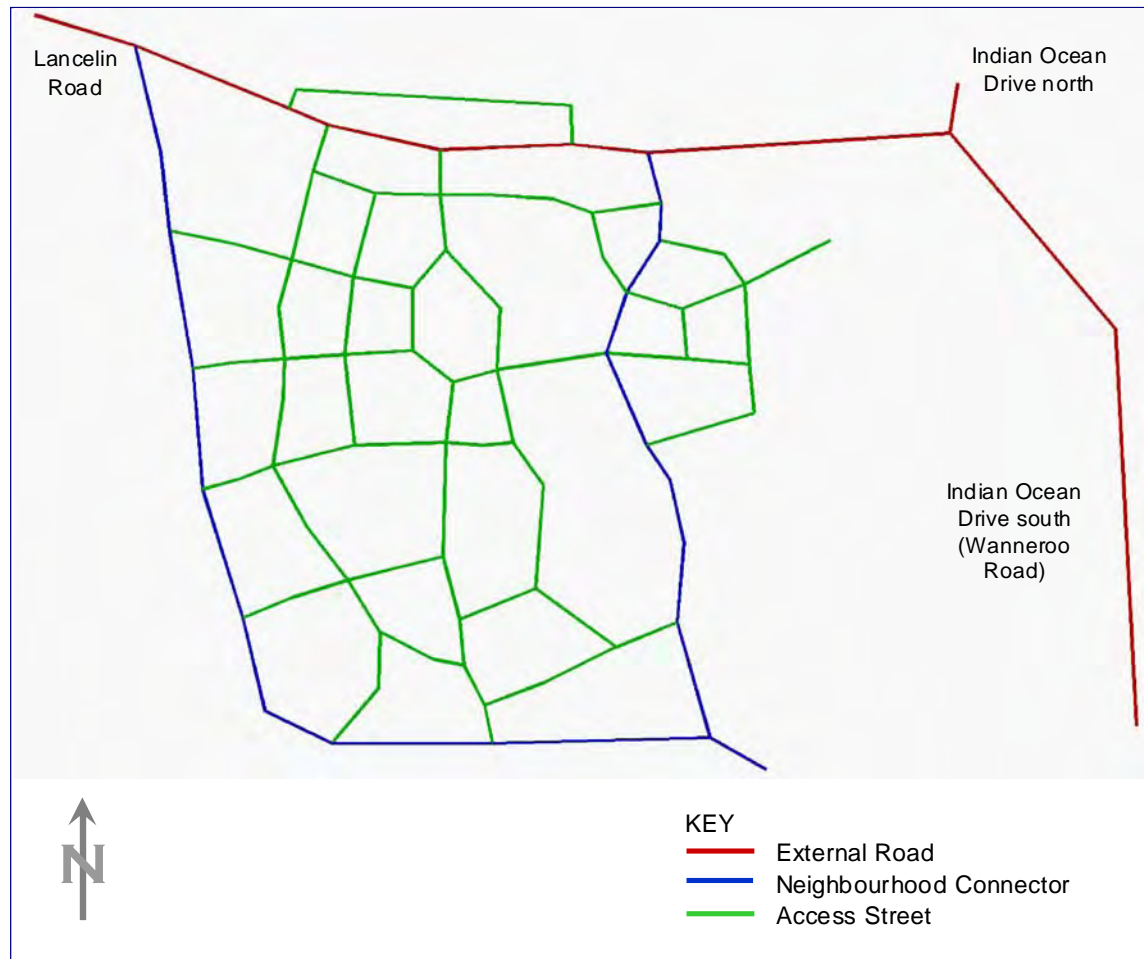 Lancelin
Road
Indian Ocean
Drive north
Indian Ocean
Drive south
(Wanneroo
Road)
N
KEY
External Road
Neighbourhood Connector
Access Street